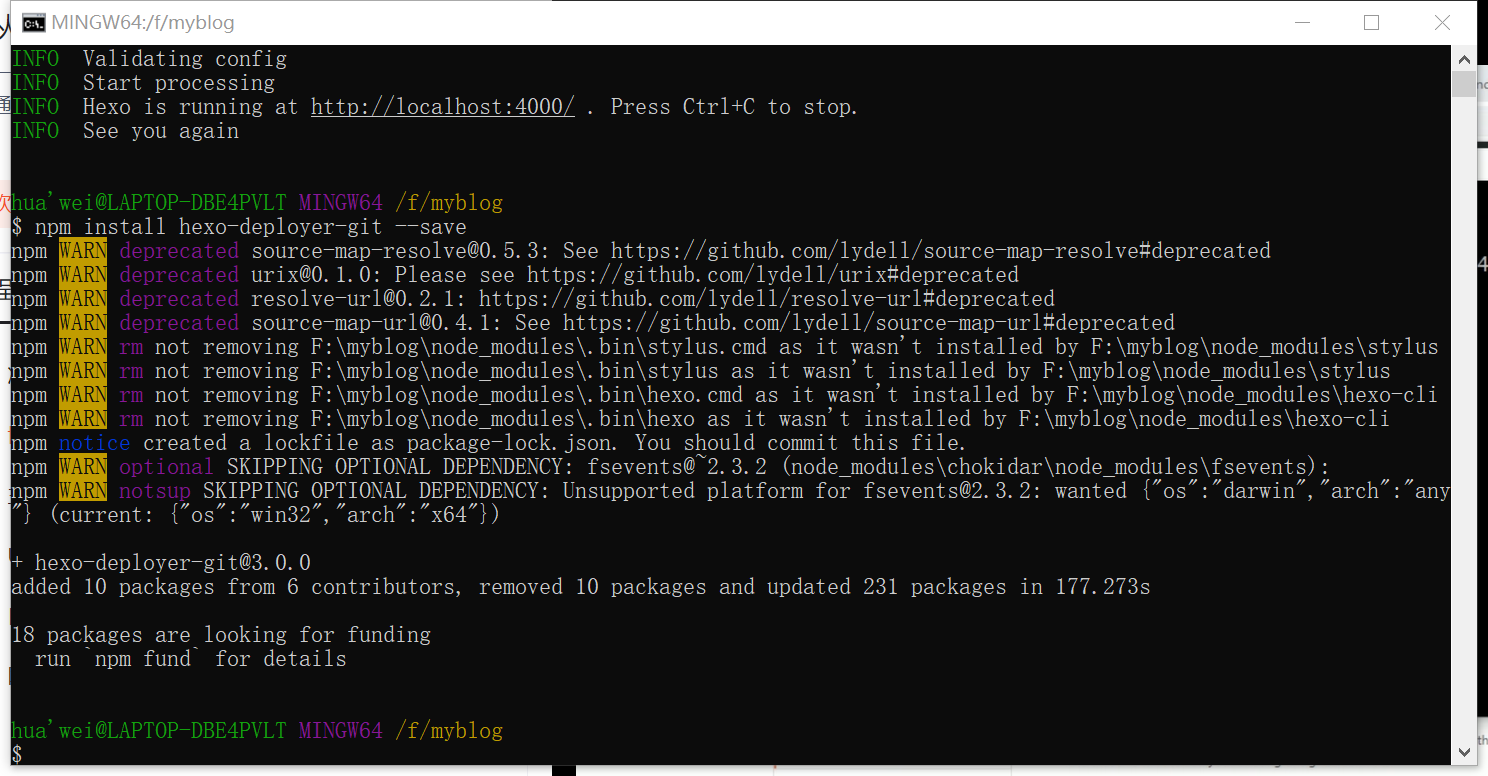 MINGW64:/f/myblog
INFO  Validating config
INFO  Start processing
INFO  Hexo is running at http://localhost:4000/ . Press Ctrl+C to stop.
INFO  See you again
hua'wei@LAPTOP-DBE4PVLT MINGW64 /f/myblog
$ npm install hexo-deployer-git --save
npm WARN deprecated source-map-resolve@0.5.3: See https://github.com/lydell/source-map-resolve#deprecated
npm WARN deprecated urix@0.1.0: Please see https://github.com/lydell/urix#deprecated
npm WARN deprecated resolve-url@0.2.1: https://github.com/lydell/resolve-url#deprecated
npm WARN deprecated source-map-url@0.4.1: See https://github.com/lydell/source-map-url#deprecated
npm WARN rm not removing F:\myblog\node_modules\.bin\stylus.cmd as it wasn't installed by F:\myblog\node_modules\stylus
npm WARN rm not removing F:\myblog\node_modules\.bin\stylus as it wasn't installed by F:\myblog\node_modules\stylus
npm WARN rm not removing F:\myblog\node_modules\.bin\hexo.cmd as it wasn't installed by F:\myblog\node_modules\hexo-cli
npm WARN rm not removing F:\myblog\node_modules\.bin\hexo as it wasn't installed by F:\myblog\node_modules\hexo-cli
npm notice created a lockfile as package-lock.json. You should commit this file.
npm WARN optional SKIPPING OPTIONAL DEPENDENCY: fsevents@~2.3.2 (node_modules\chokidar\node_modules\fsevents):
npm WARN notsup SKIPPING OPTIONAL DEPENDENCY: Unsupported platform for fsevents@2.3.2: wanted {"os":"darwin","arch":"any
"} (current: {"os":"win32","arch":"x64"})
+ hexo-deployer-git@3.0.0
added 10 packages from 6 contributors, removed 10 packages and updated 231 packages in 177.273s
18 packages are looking for funding
  run `npm fund` for details
hua'wei@LAPTOP-DBE4PVLT MINGW64 /f/myblog
$